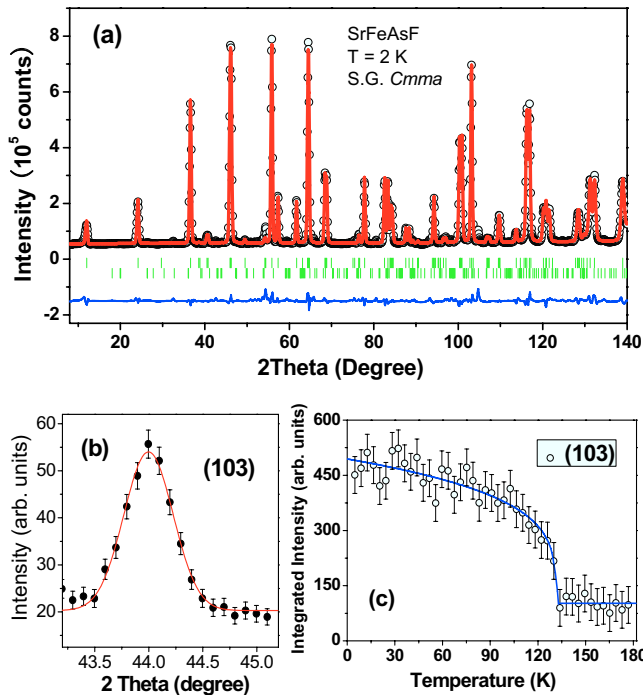 (a)
SrFeAsF
T = 2 K
S.G. Cmma
Intensity (10^5 counts)
8
6
4
2
0
-2
20 40 60 80 100 120 140
2Theta (Degree)
(b)
(103)
Intensity (arb. units)
60
50
40
30
20
43.5 44.0 44.5 45.0
2 Theta (degree)
(103)
(c)
Integrated Intensity (arb. units)
600
450
300
150
0
0 30 60 90 120 150 180
Temperature (K)